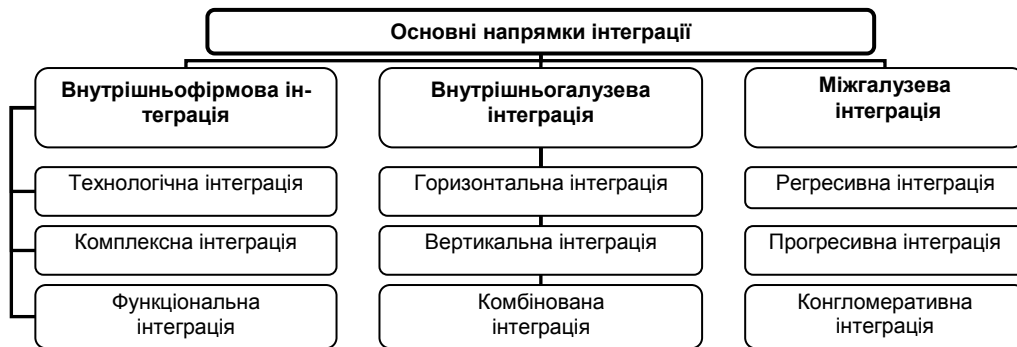 Основні напрямки інтеграції
Внутрішньофірмова ін-
теграція
Внутрішньогалузева
інтеграція
Міжгалузева
інтеграція
Технологічна інтеграція
Горизонтальна інтеграція
Регресивна інтеграція
Комплексна інтеграція
Вертикальна інтеграція
Прогресивна інтеграція
Функціональна
інтеграція
Комбінована
інтеграція
Конгломеративна
інтеграція